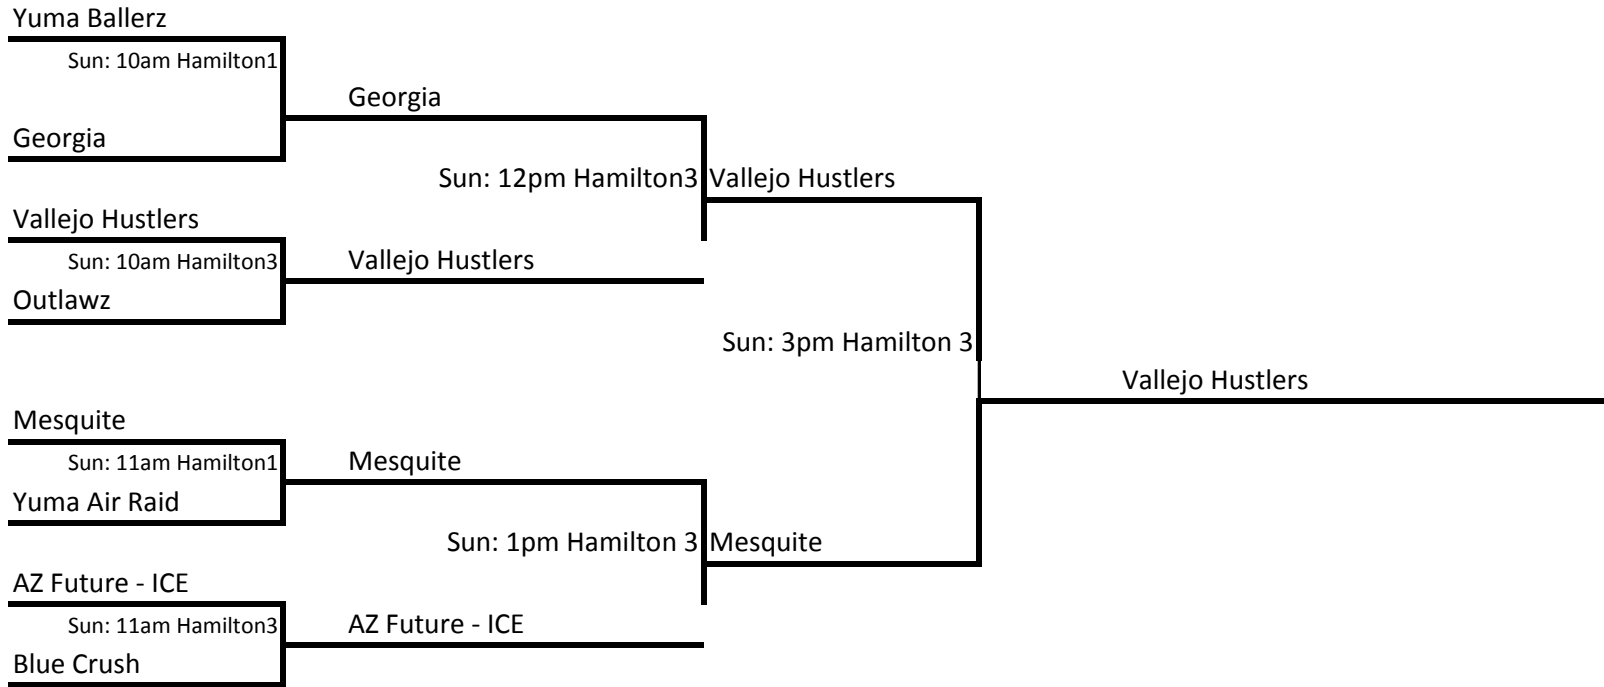 Yuma Ballerz
Sun: 10am Hamilton1
Georgia
Georgia
Sun: 12pm Hamilton3 Vallejo Hustlers
Vallejo Hustlers
Sun: 10am Hamilton3
Vallejo Hustlers
Outlawz
Sun: 3pm Hamilton 3
Vallejo Hustlers
Mesquite
Sun: 11am Hamilton1
Mesquite
Yuma Air Raid
Sun: 1pm Hamilton 3 Mesquite
AZ Future - ICE
Sun: 11am Hamilton3
AZ Future - ICE
Blue Crush